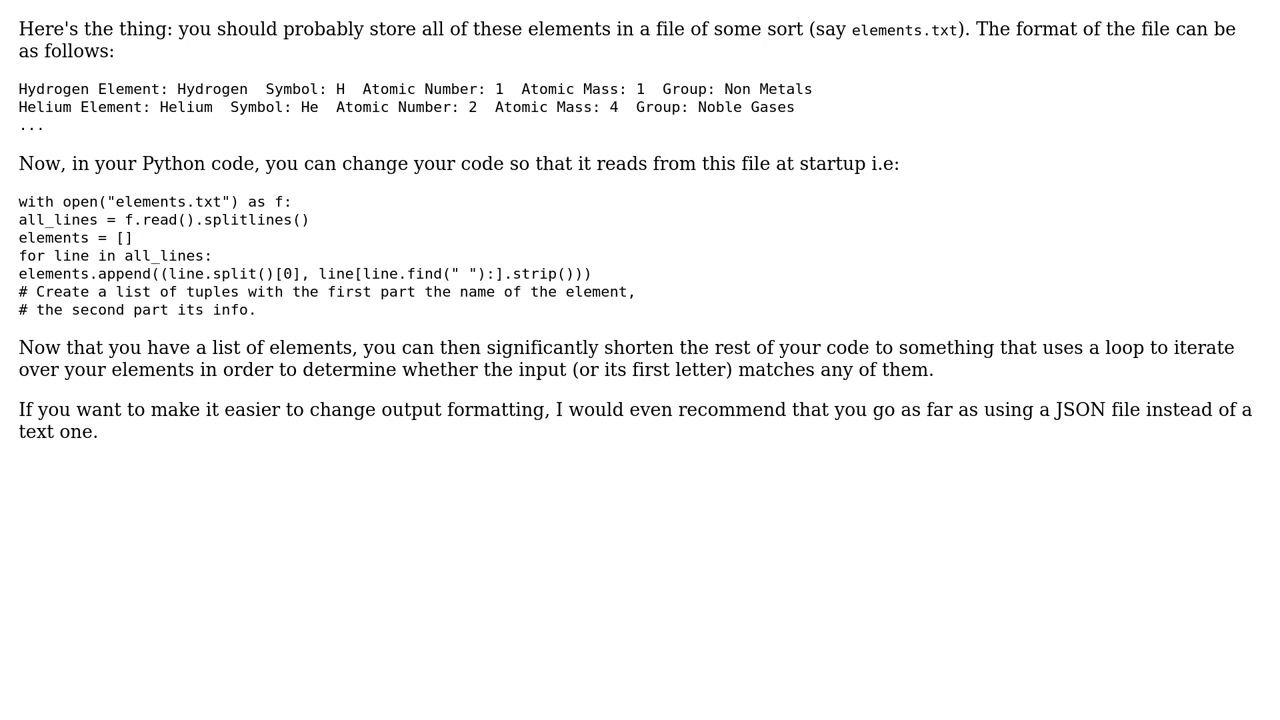 Here's the thing: you should probably store all of these elements in a file of some sort (say elements.txt). The format of the file can be
as follows:
Hydrogen Element: Hydrogen  Symbol: H  Atomic Number: 1  Atomic Mass: 1  Group: Non Metals
Helium Element: Helium  Symbol: He  Atomic Number: 2  Atomic Mass: 4  Group: Noble Gases
...
Now, in your Python code, you can change your code so that it reads from this file at startup i.e:
with open("elements.txt") as f:
all_lines = f.read().splitlines()
elements = []
for line in all_lines:
elements.append((line.split()[0], line[line.find(" "):].strip()))
# Create a list of tuples with the first part the name of the element,
# the second part its info.
Now that you have a list of elements, you can then significantly shorten the rest of your code to something that uses a loop to iterate
over your elements in order to determine whether the input (or its first letter) matches any of them.
If you want to make it easier to change output formatting, I would even recommend that you go as far as using a JSON file instead of a
text one.